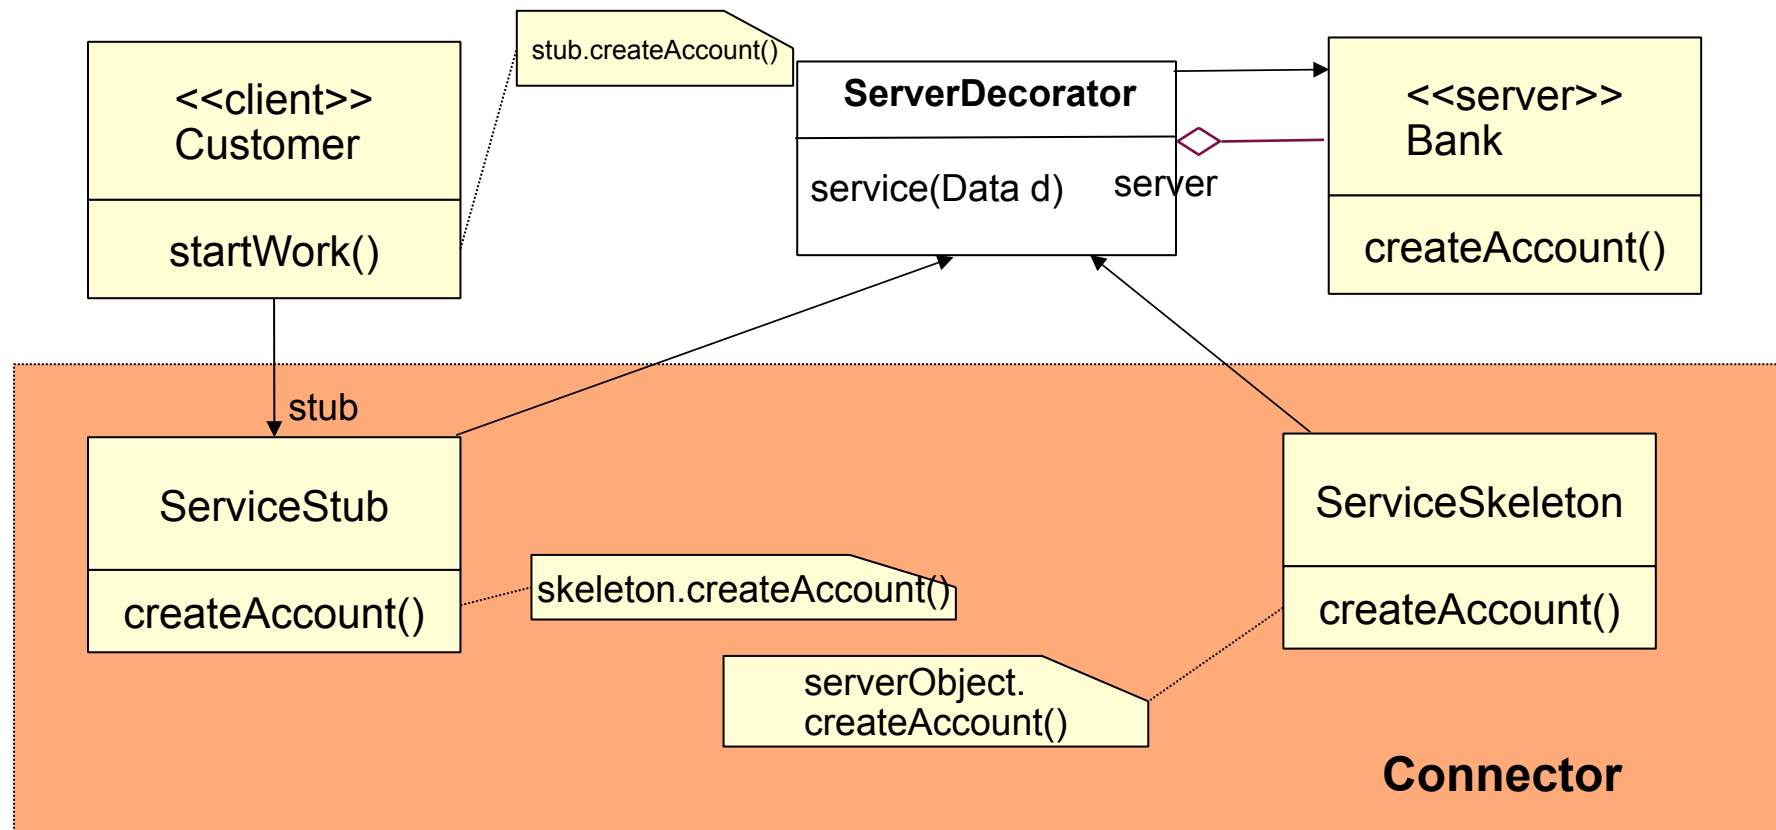 stub.createAccount()
<<client>>
Customer
startWork()
ServerDecorator
service(Data d)
server
<<server>>
Bank
createAccount()
stub
ServiceStub
createAccount()
skeleton.createAccount()
serverObject.
createAccount()
ServiceSkeleton
createAccount()
Connector